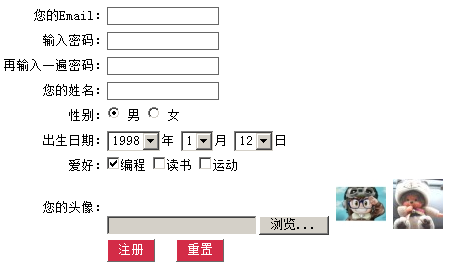 您的Email：
输入密码：
再输入一遍密码：
您的姓名：
性别： 男 女
出生日期： 1998 年 1 月 12 日
爱好： 编程 读书 运动
您的头像：
浏览...
注册 重置